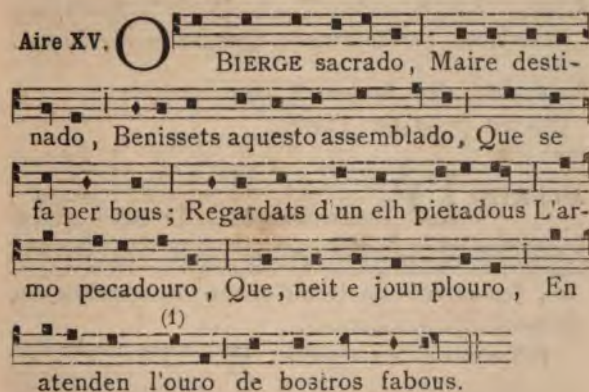 Aire XV. O BIERGE sacrado, Maire desti-
nado, Benissets aquesto assemblado, Que se
fa per bous; Regardats d'un elh pietadous L'ar-
mo pecadouro, Que, neit e joun plouro, En
(1)
atenden l'ouro de bostros fabous.